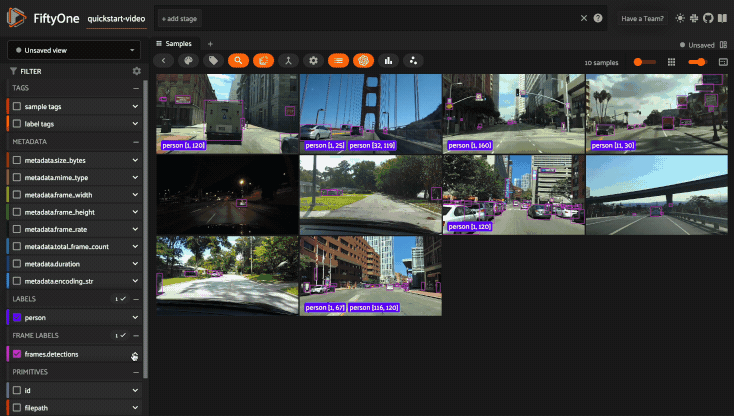 FiftyOne
quickstart-video
+ add stage
Have a Team?
Unsaved view
Samples
+
Unsaved
FILTER
10 samples
TAGS
sample tags
label tags
METADATA
metadata.size_bytes
metadata.mime_type
metadata.frame_width
metadata.frame_height
metadata.frame_rate
metadata.total_frame_count
metadata.duration
metadata.encoding_str
LABELS
1
person
FRAME LABELS
1
frames.detections
PRIMITIVES
id
filepath
person [1, 120]
person [1, 25] [32, 119]
person [1, 160]
person [11, 30]
person [1, 120]
person [1, 67] [116, 120]